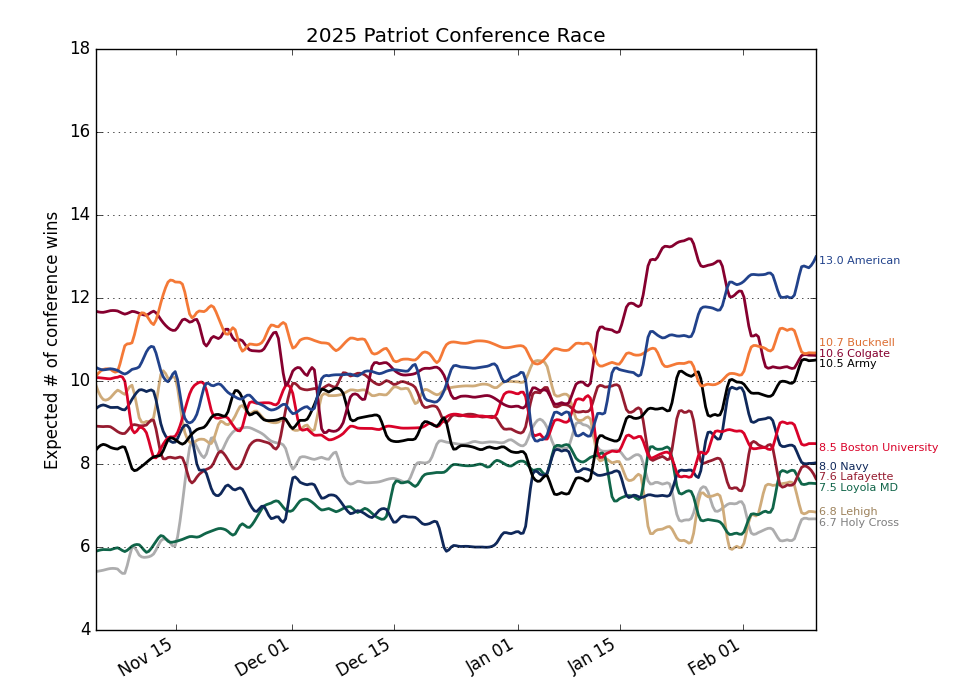 2025 Patriot Conference Race
Expected # of conference wins
18
16
14
12
10
8
6
4
13.0 American
10.7 Bucknell
10.6 Colgate
10.5 Army
8.5 Boston University
8.0 Navy
7.6 Lafayette
7.5 Loyola MD
6.8 Lehigh
6.7 Holy Cross
Nov 15
Dec 01
Dec 15
Jan 01
Jan 15
Feb 01